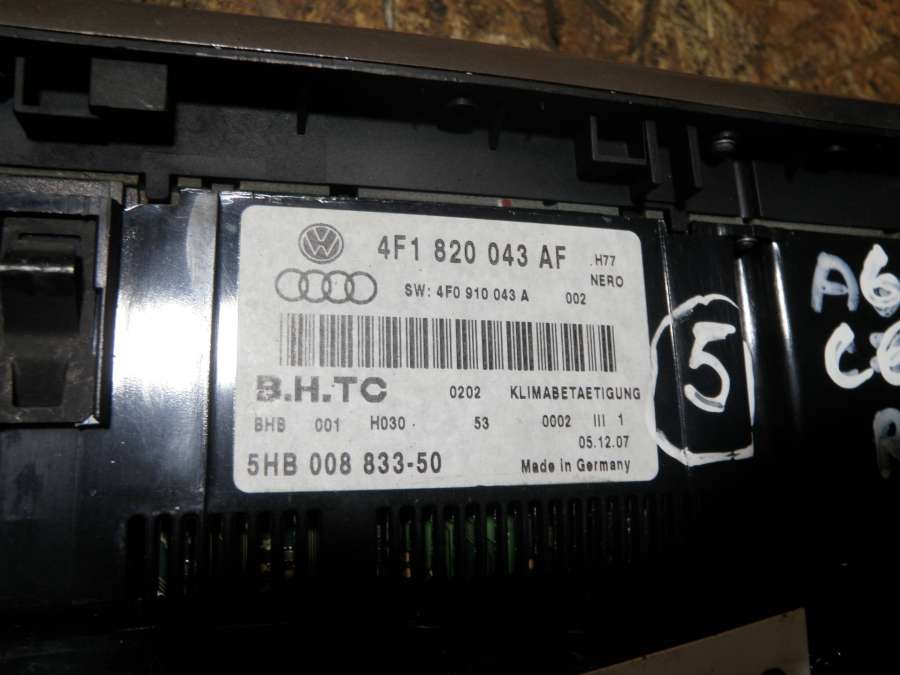 4F1 820 043 AF H77
NERO
SW: 4F0 910 043 A 002
B.H.TC 0202 KLIMABETAETIGUNG
BHB 001 H030 53 0002 III 1
05.12.07
5HB 008 833-50 Made in Germany
5
A6